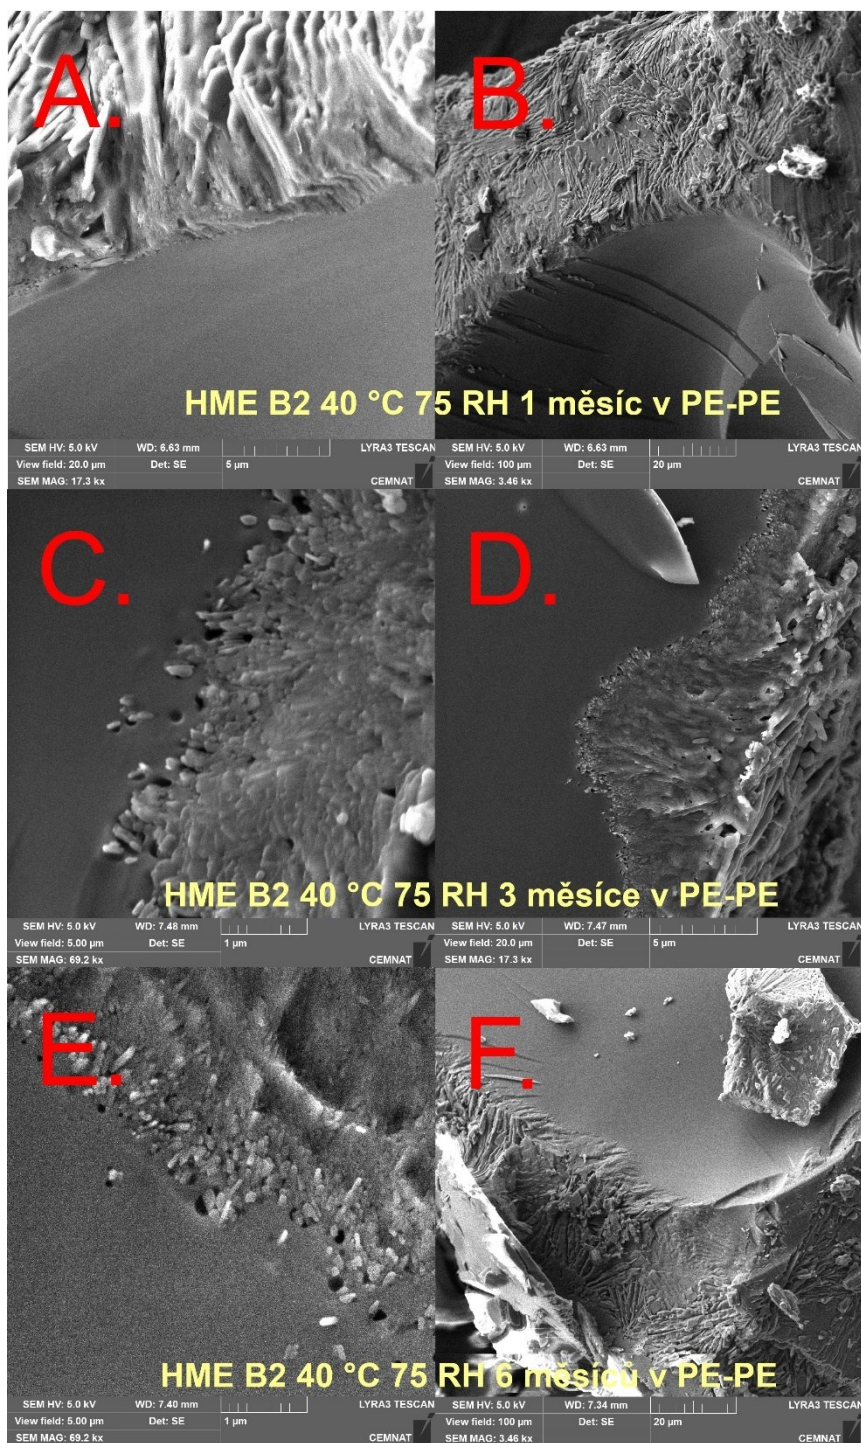 A.
B.
HME B2 40 °C 75 RH 1 měsíc v PE-PE
SEM HV: 5.0 kV WD: 6.63 mm LYRA3 TESCAN
View field: 20.0 µm Det: SE 5 µm
SEM MAG: 17.3 kx CEMNAT
SEM HV: 5.0 kV WD: 6.63 mm LYRA3 TESCAN
View field: 100 µm Det: SE 20 µm
SEM MAG: 3.46 kx CEMNAT
C.
D.
HME B2 40 °C 75 RH 3 měsíce v PE-PE
SEM HV: 5.0 kV WD: 7.48 mm LYRA3 TESCAN
View field: 5.00 µm Det: SE 1 µm
SEM MAG: 69.2 kx CEMNAT
SEM HV: 5.0 kV WD: 7.47 mm LYRA3 TESCAN
View field: 20.0 µm Det: SE 5 µm
SEM MAG: 17.3 kx CEMNAT
E.
F.
HME B2 40 °C 75 RH 6 měsíců v PE-PE
SEM HV: 5.0 kV WD: 7.40 mm LYRA3 TESCAN
View field: 5.00 µm Det: SE 1 µm
SEM MAG: 69.2 kx CEMNAT
SEM HV: 5.0 kV WD: 7.34 mm LYRA3 TESCAN
View field: 100 µm Det: SE 20 µm
SEM MAG: 3.46 kx CEMNAT